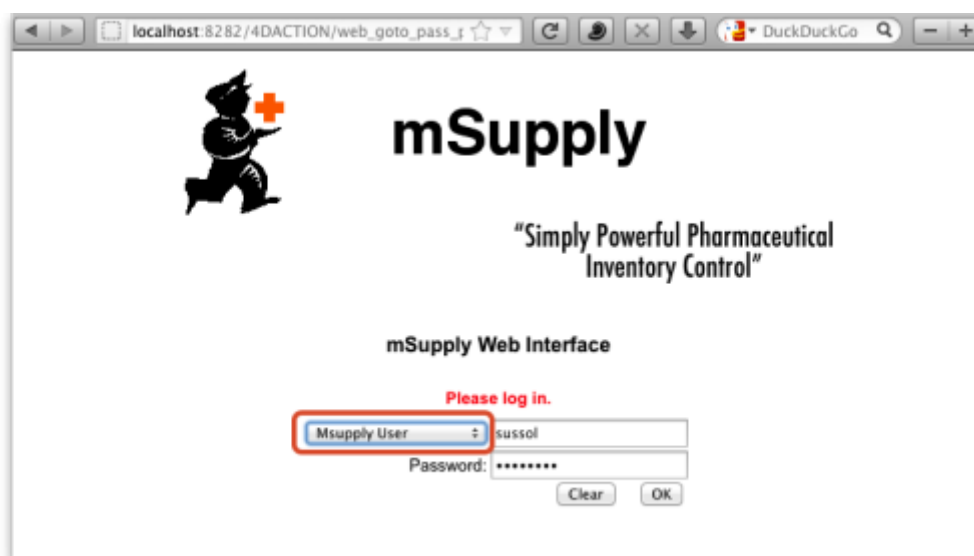 localhost:8282/4DACTION/web_goto_pass_
DuckDuckGo
mSupply
“Simply Powerful Pharmaceutical
Inventory Control”
mSupply Web Interface
Please log in.
Msupply User
sussol
Password: ••••••••
Clear
OK